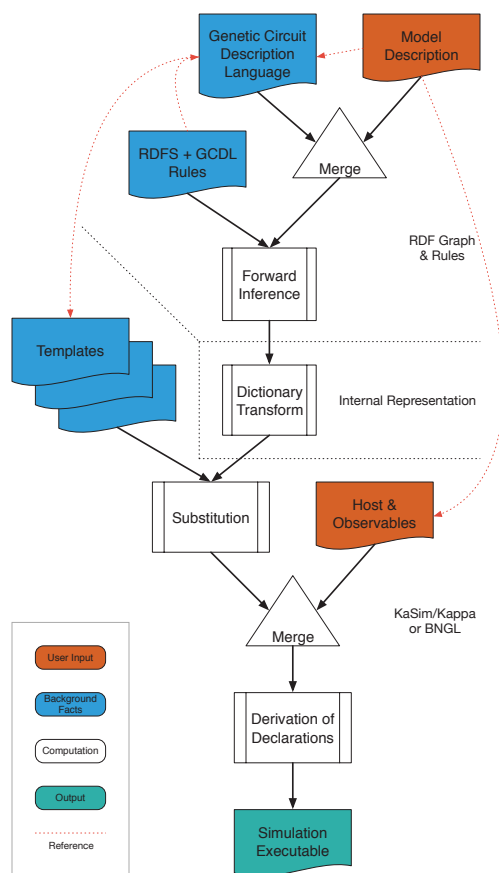 Genetic Circuit
Description
Language
Model
Description
RDFS + GCDL
Rules
Merge
Forward
Inference
RDF Graph
& Rules
Templates
Dictionary
Transform
Internal Representation
Substitution
Host &
Observables
Merge
KaSim/Kappa
or BNGL
User Input
Background
Facts
Computation
Output
Reference
Derivation of
Declarations
Simulation
Executable